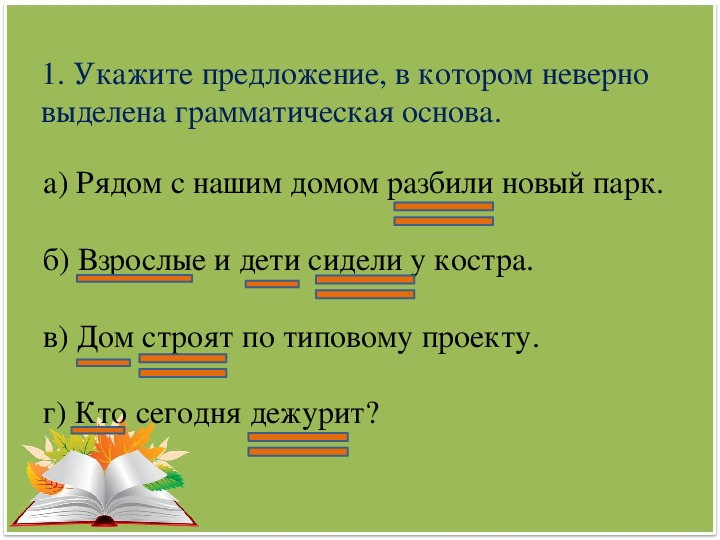 1. Укажите предложение, в котором неверно
выделена грамматическая основа.
а) Рядом с нашим домом разбили новый парк.
б) Взрослые и дети сидели у костра.
в) Дом строят по типовому проекту.
г) Кто сегодня дежурит?